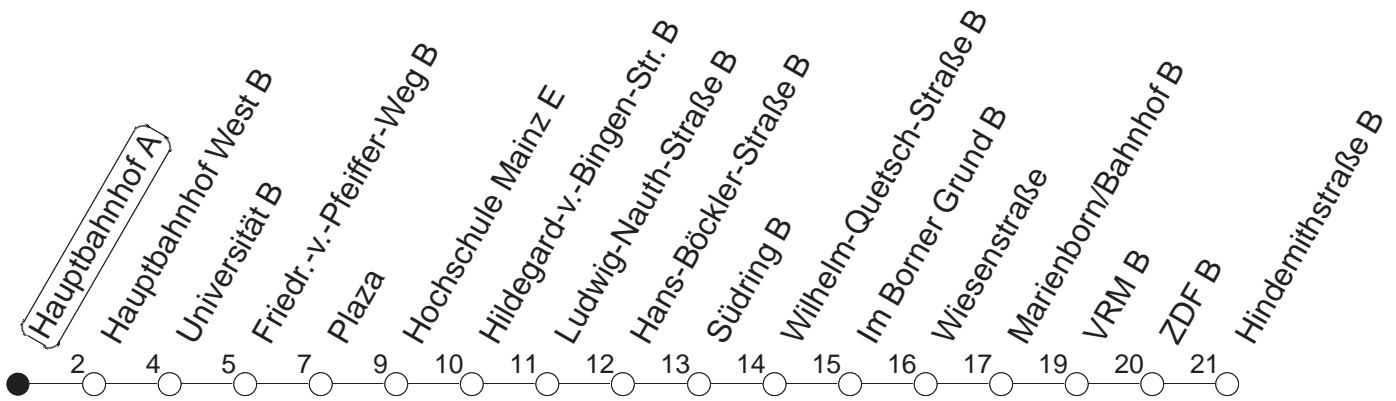 Hauptbahnhof A
Hauptbahnhof West B
Universität B
Friedr.-v.-Pfeiffer-Weg B
Plaza
Hochschule Mainz E
Hildegard-v.-Bingen-Str. B
Ludwig-Nauth-Straße B
Hans-Böckler-Straße B
Südring B
Wilhelm-Quetsch-Straße B
Im Borner Grund B
Wiesenstraße
Marienborn/Bahnhof B
VRM B
ZDF B
Hindemithstraße B
2 4 5 7 9 10 11 12 13 14 15 16 17 19 20 21